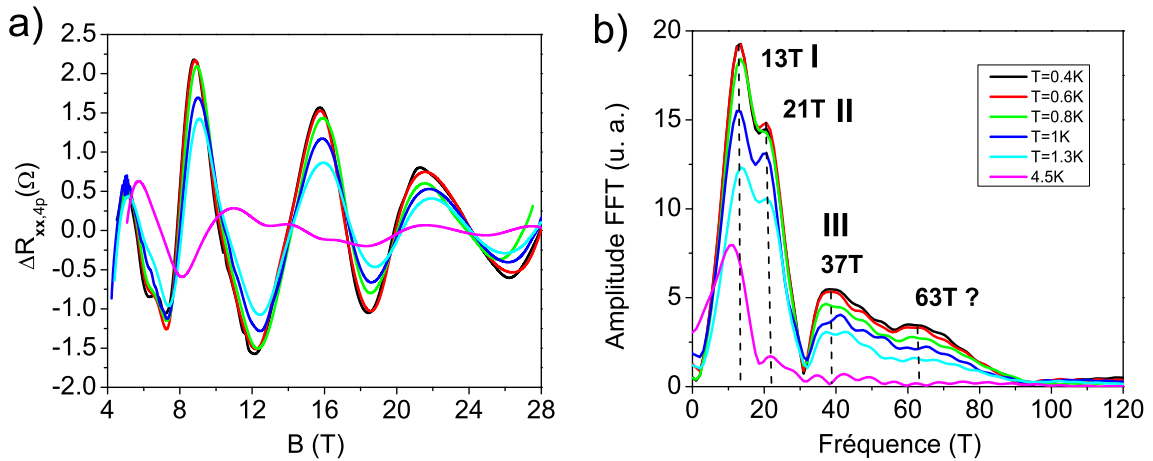 a)
2.5
2.0
1.5
1.0
0.5
0.0
-0.5
-1.0
-1.5
-2.0
4 8 12 16 20 24 28
ΔRxx,4p(Ω)
B (T)
b)
20
15
10
5
0
0 20 40 60 80 100 120
Amplitude FFT (u. a.)
Fréquence (T)
13T I
21T II
III
37T
63T ?
T=0.4K
T=0.6K
T=0.8K
T=1K
T=1.3K
4.5K